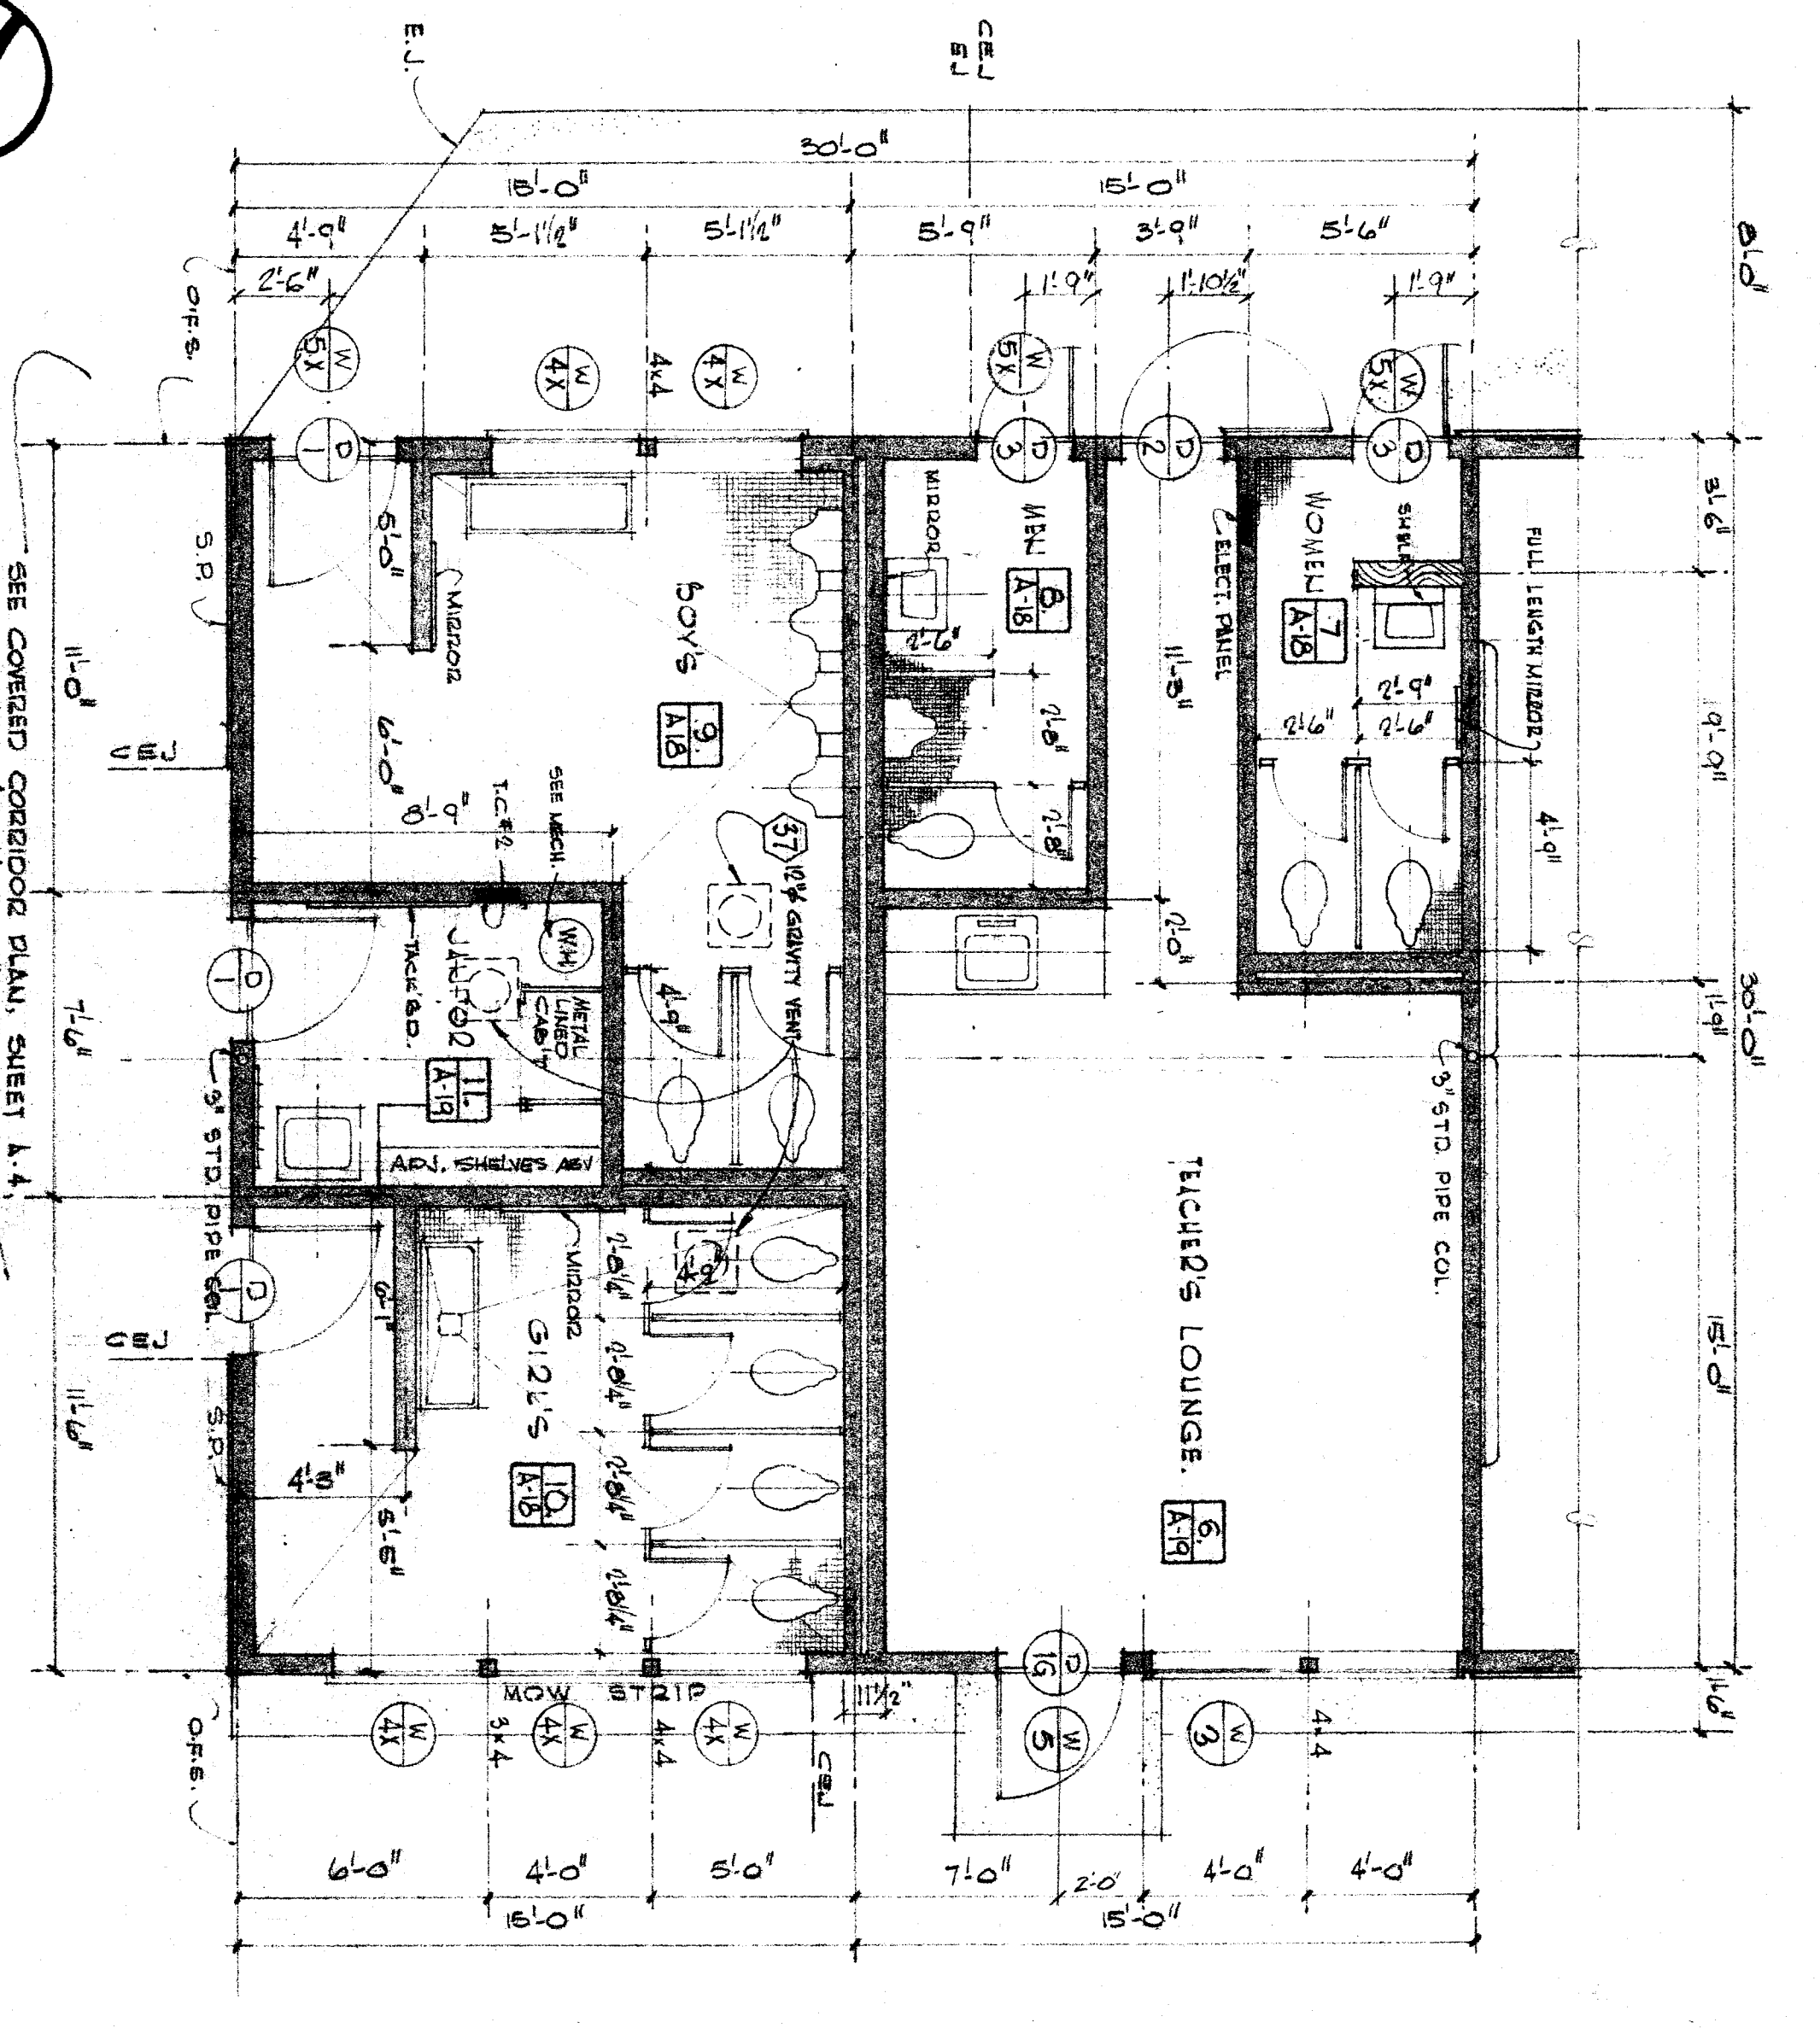 E.J.
CEJ
EJ
30'-0"
15'-0"
15'-0"
4'-9"
5'-1 1/2"
5'-1 1/2"
5'-9"
3'-9"
5'-6"
2'-6"
1'-9"
1'-10 1/2"
1'-9"
8'-0"
O.F.S.
W
5X
W
4X
4x4
W
4X
W
5X
W
5X
D
1
D
3
D
2
D
3
3'-6"
S.P.
5'-0"
MIRROR
BOY'S
9.
A-18
MIRROR
MEN
8.
A-18
2'-6"
2'-8"
2'-8"
ELECT. PANEL
11'-3"
WOMEN
7
A-18
SHELF
FULL LENGTH MIRROR
2'-9"
2'-6"
2'-6"
9'-9"
4'-9"
11'-0"
CEJ
6'-0"
8'-9"
T.C. #2
SEE MECH.
37
12"φ GRAVITY VENT
2'-0"
30'-0"
1'-9"
SEE COVERED CORRIDOR PLAN, SHEET A-4,
7'-6"
D
1
TACK BD.
JANITOR
W.H.
METAL
LINED
CAB'T
4'-9"
11.
A-19
ADJ. SHELVES ABV
3" STD. PIPE COL.
3" STD. PIPE COL.
TEACHER'S LOUNGE.
6.
A-19
15'-0"
D
1
CEJ
6'-1"
MIRROR
GIRL'S
10.
A-18
4'-9"
2'-8 1/4"
2'-8 1/4"
2'-8 1/4"
2'-8 1/4"
11'-6"
S.P.
4'-3"
5'-5"
MOW STRIP
11 1/2"
D
1G
W
5
W
3
4x4
1'-6"
O.F.S.
W
4X
3x4
W
4X
4x4
W
4X
CEJ
6'-0"
4'-0"
5'-0"
7'-0"
2'-0"
4'-0"
4'-0"
15'-0"
15'-0"